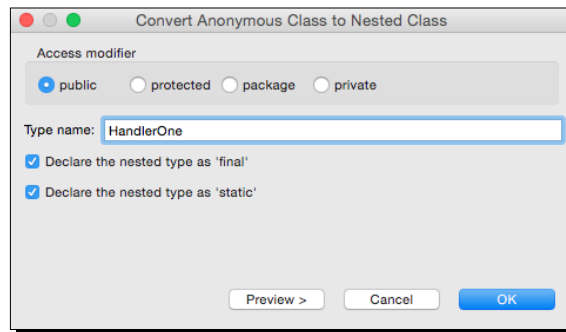 Convert Anonymous Class to Nested Class
Access modifier
public protected package private
Type name: HandlerOne
Declare the nested type as 'final'
Declare the nested type as 'static'
Preview > Cancel OK